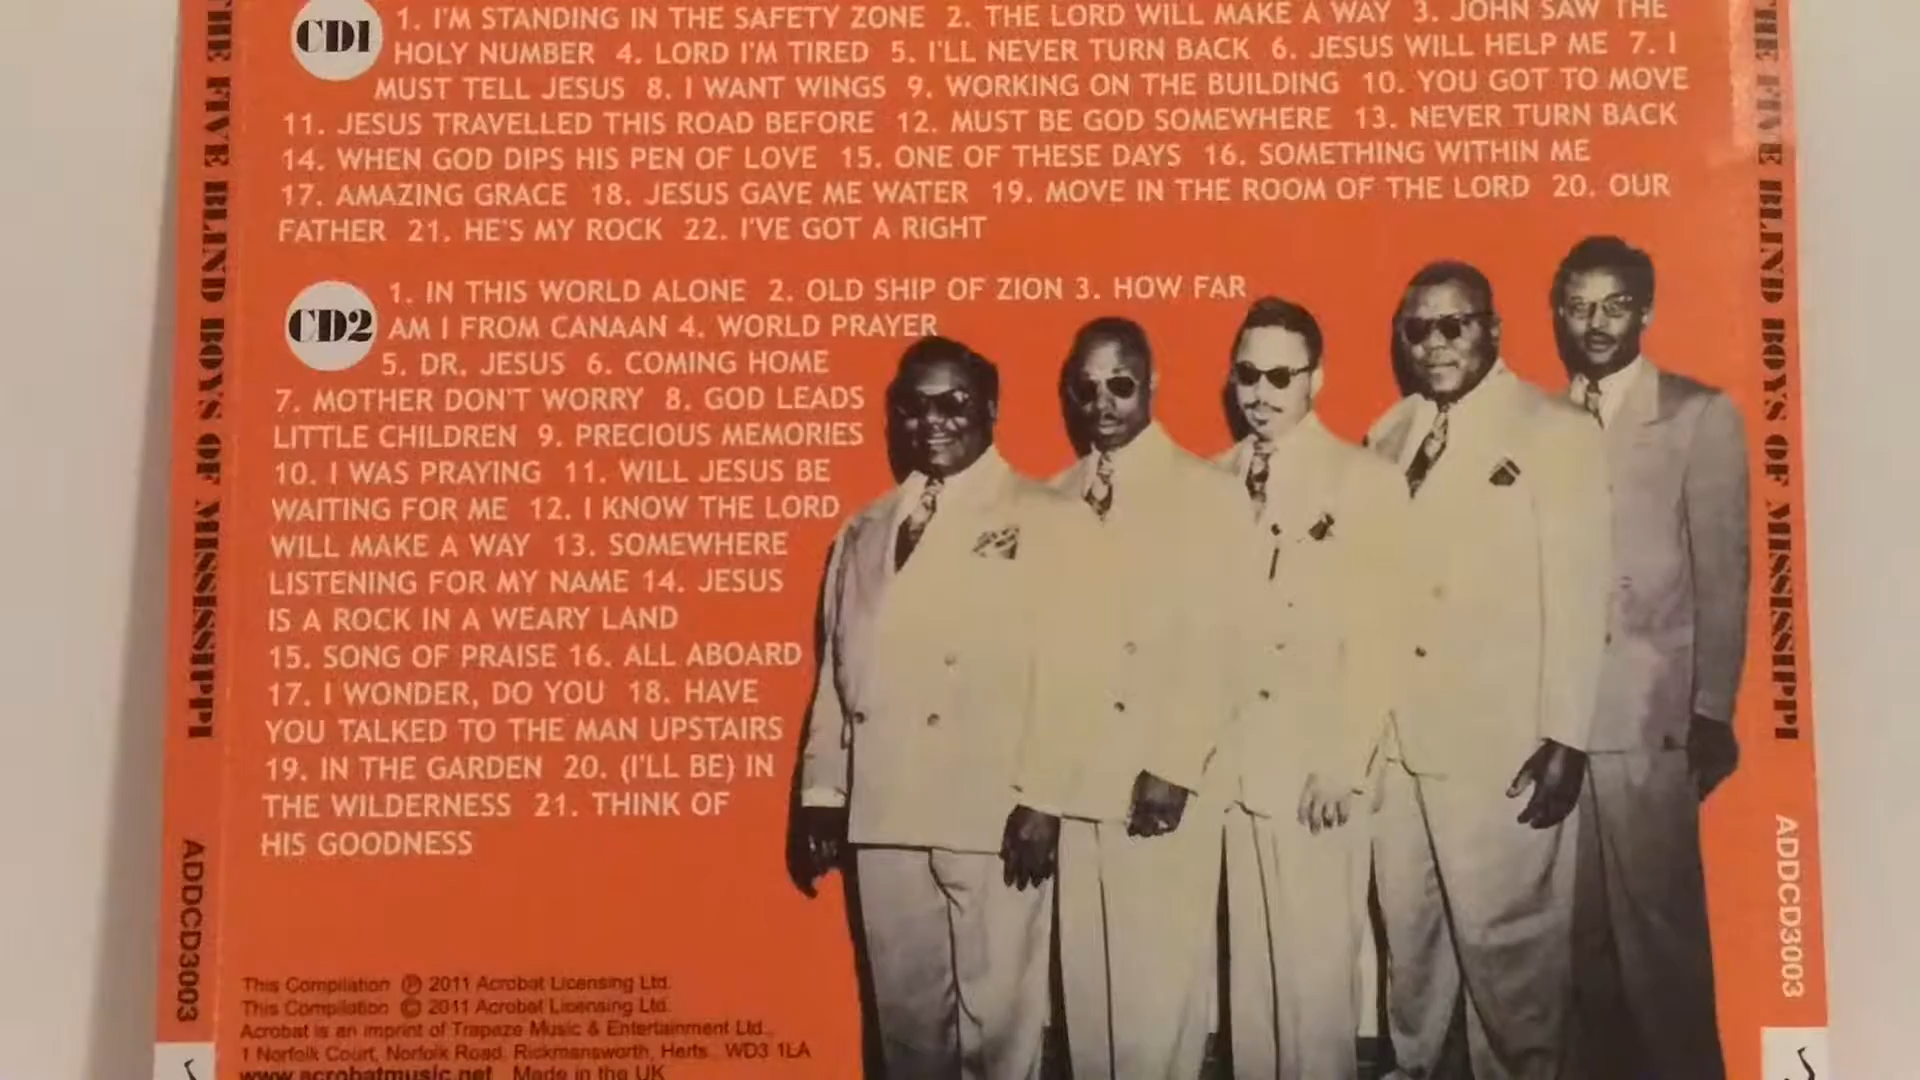 CD1
1. I'M STANDING IN THE SAFETY ZONE 2. THE LORD WILL MAKE A WAY 3. JOHN SAW THE
HOLY NUMBER 4. LORD I'M TIRED 5. I'LL NEVER TURN BACK 6. JESUS WILL HELP ME 7. I
MUST TELL JESUS 8. I WANT WINGS 9. WORKING ON THE BUILDING 10. YOU GOT TO MOVE
11. JESUS TRAVELLED THIS ROAD BEFORE 12. MUST BE GOD SOMEWHERE 13. NEVER TURN BACK
14. WHEN GOD DIPS HIS PEN OF LOVE 15. ONE OF THESE DAYS 16. SOMETHING WITHIN ME
17. AMAZING GRACE 18. JESUS GAVE ME WATER 19. MOVE IN THE ROOM OF THE LORD 20. OUR
FATHER 21. HE'S MY ROCK 22. I'VE GOT A RIGHT
CD2
1. IN THIS WORLD ALONE 2. OLD SHIP OF ZION 3. HOW FAR
AM I FROM CANAAN 4. WORLD PRAYER
5. DR. JESUS 6. COMING HOME
7. MOTHER DON'T WORRY 8. GOD LEADS
LITTLE CHILDREN 9. PRECIOUS MEMORIES
10. I WAS PRAYING 11. WILL JESUS BE
WAITING FOR ME 12. I KNOW THE LORD
WILL MAKE A WAY 13. SOMEWHERE
LISTENING FOR MY NAME 14. JESUS
IS A ROCK IN A WEARY LAND
15. SONG OF PRAISE 16. ALL ABOARD
17. I WONDER, DO YOU 18. HAVE
YOU TALKED TO THE MAN UPSTAIRS
19. IN THE GARDEN 20. (I'LL BE) IN
THE WILDERNESS 21. THINK OF
HIS GOODNESS
This Compilation ℗ 2011 Acrobat Licensing Ltd.
This Compilation © 2011 Acrobat Licensing Ltd.
Acrobat is an imprint of Trapeze Music & Entertainment Ltd.,
1 Norfolk Court, Norfolk Road, Rickmansworth, Herts. WD3 1LA
www.acrobatmusic.net Made in the UK
THE FIVE BLIND BOYS OF MISSISSIPPI
ADDCD3003
THE FIVE BLIND BOYS OF MISSISSIPPI
ADDCD3003